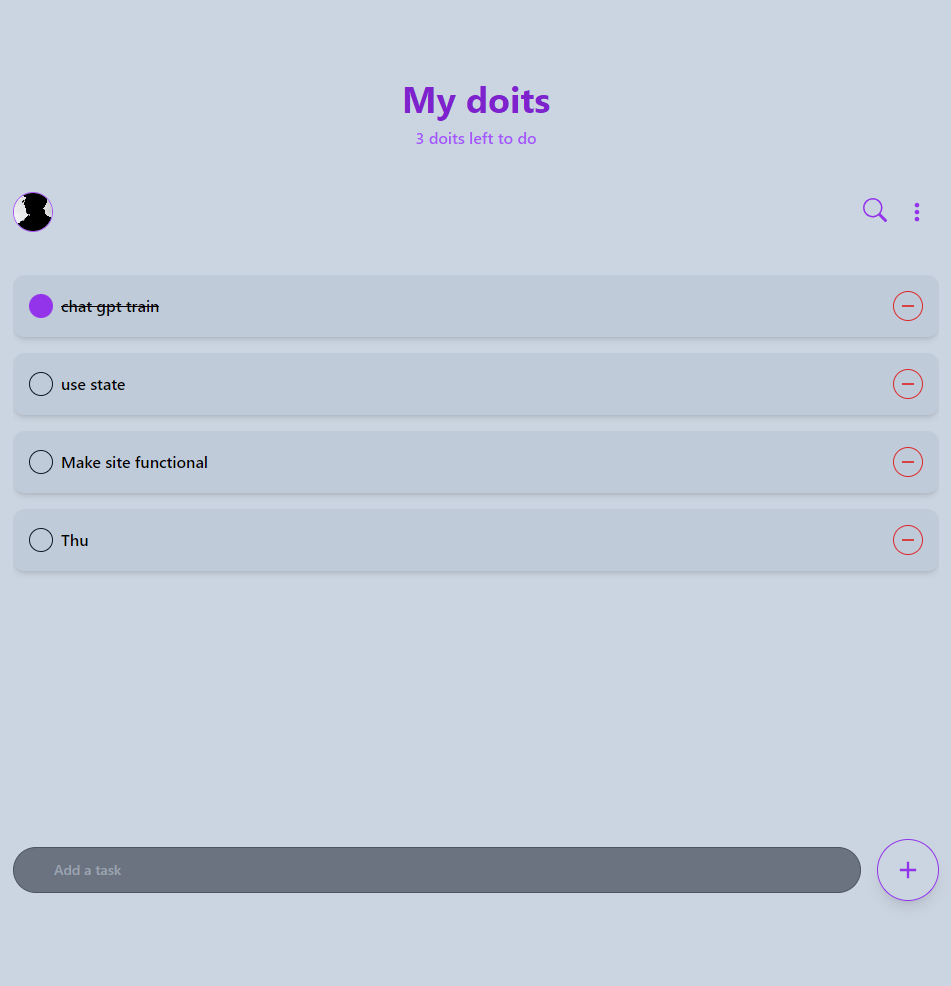 My doits
3 doits left to do
chat gpt train
use state
Make site functional
Thu
Add a task